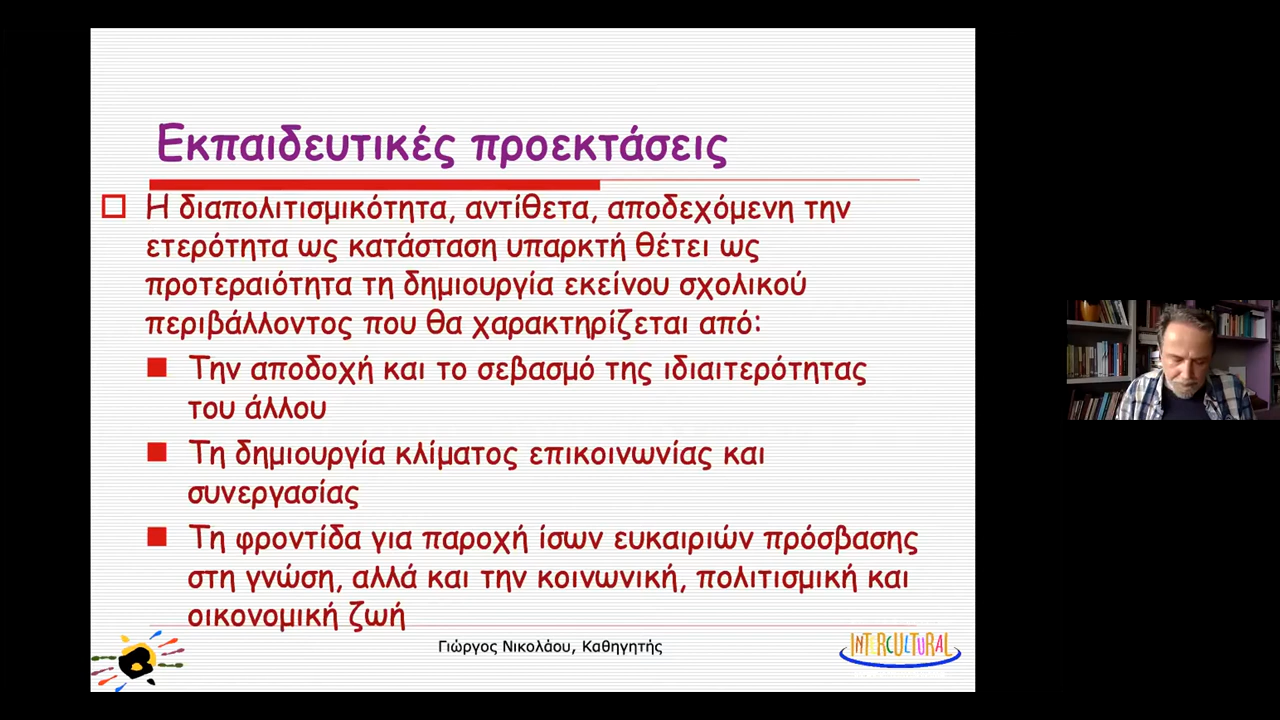 Εκπαιδευτικές προεκτάσεις
Η διαπολιτισμικότητα, αντίθετα, αποδεχόμενη την
ετερότητα ως κατάσταση υπαρκτή θέτει ως
προτεραιότητα τη δημιουργία εκείνου σχολικού
περιβάλλοντος που θα χαρακτηρίζεται από:
Την αποδοχή και το σεβασμό της ιδιαιτερότητας
του άλλου
Τη δημιουργία κλίματος επικοινωνίας και
συνεργασίας
Τη φροντίδα για παροχή ίσων ευκαιριών πρόσβασης
στη γνώση, αλλά και την κοινωνική, πολιτισμική και
οικονομική ζωή
Γιώργος Νικολάου, Καθηγητής
INTERCULTURAL